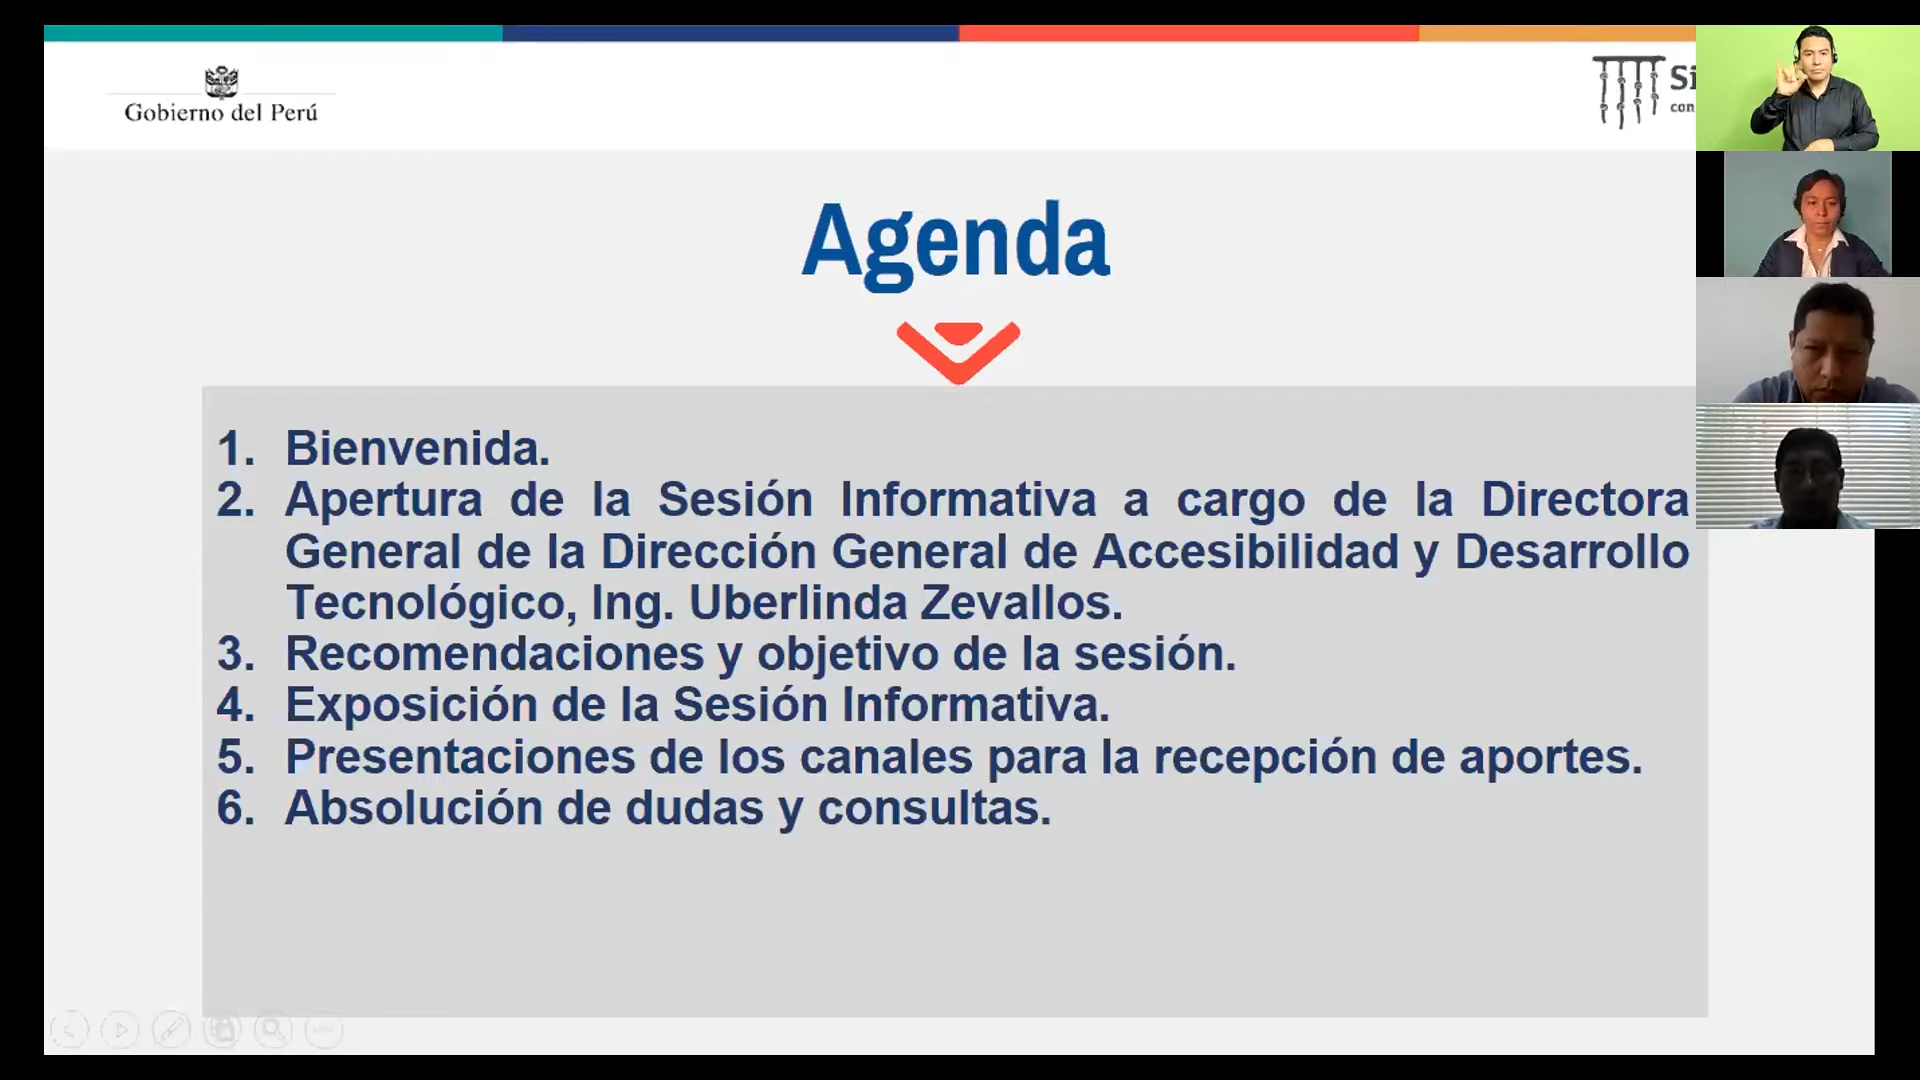 Gobierno del Perú
Agenda
1. Bienvenida.
2. Apertura de la Sesión Informativa a cargo de la Directora
General de la Dirección General de Accesibilidad y Desarrollo
Tecnológico, Ing. Uberlinda Zevallos.
3. Recomendaciones y objetivo de la sesión.
4. Exposición de la Sesión Informativa.
5. Presentaciones de los canales para la recepción de aportes.
6. Absolución de dudas y consultas.